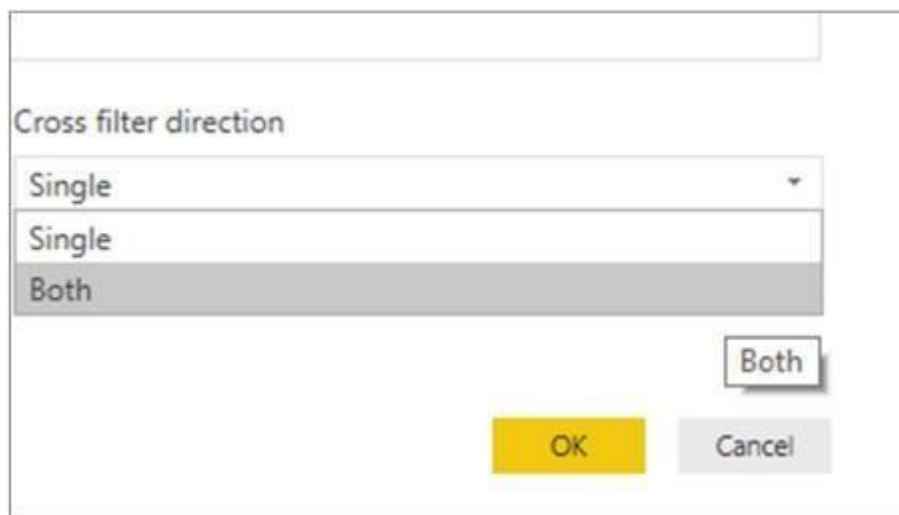 Cross filter direction
Single
Single
Both
Both
OK Cancel